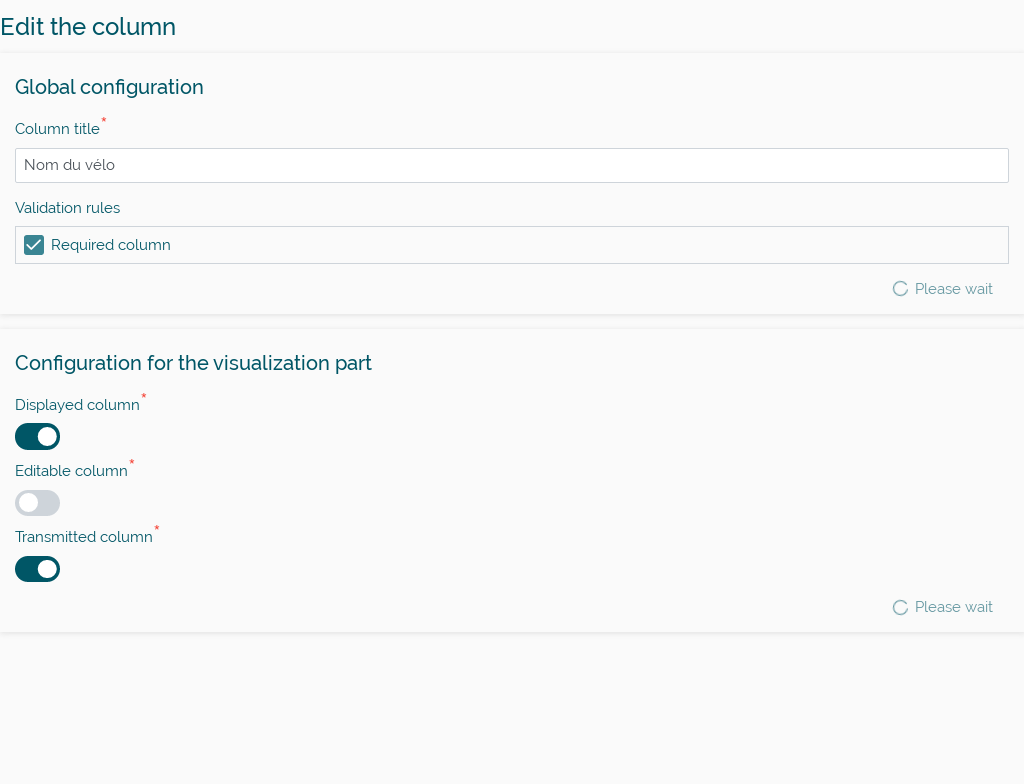 Edit the column
Global configuration
Column title*
Nom du vélo
Validation rules
Required column
Please wait
Configuration for the visualization part
Displayed column*
Editable column*
Transmitted column*
Please wait